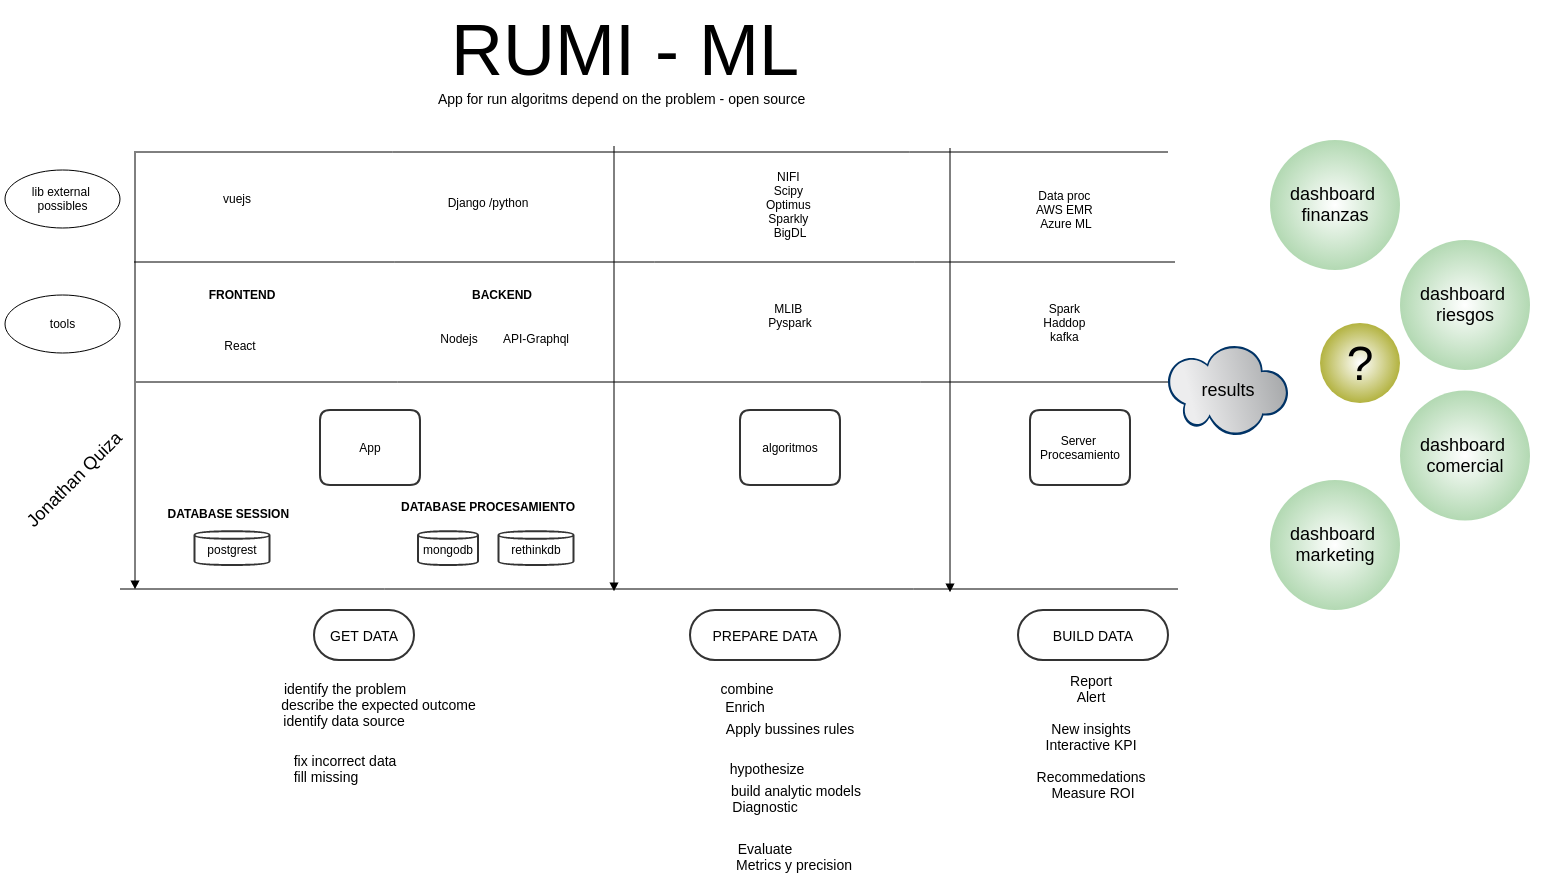 RUMI - ML
App for run algoritms depend on the problem - open source
lib external
possibles
vuejs
Django /python
NIFI
Scipy
Optimus
Sparkly
BigDL
Data proc
AWS EMR
Azure ML
tools
FRONTEND
React
BACKEND
Nodejs
API-Graphql
MLIB
Pyspark
Spark
Haddop
kafka
Jonathan Quiza
App
algoritmos
Server
Procesamiento
DATABASE SESSION
postgrest
DATABASE PROCESAMIENTO
mongodb
rethinkdb
results
dashboard
finanzas
dashboard
riesgos
?
dashboard
comercial
dashboard
marketing
GET DATA
identify the problem
describe the expected outcome
identify data source
fix incorrect data
fill missing
PREPARE DATA
combine
Enrich
Apply bussines rules
hypothesize
build analytic models
Diagnostic
Evaluate
Metrics y precision
BUILD DATA
Report
Alert
New insights
Interactive KPI
Recommedations
Measure ROI